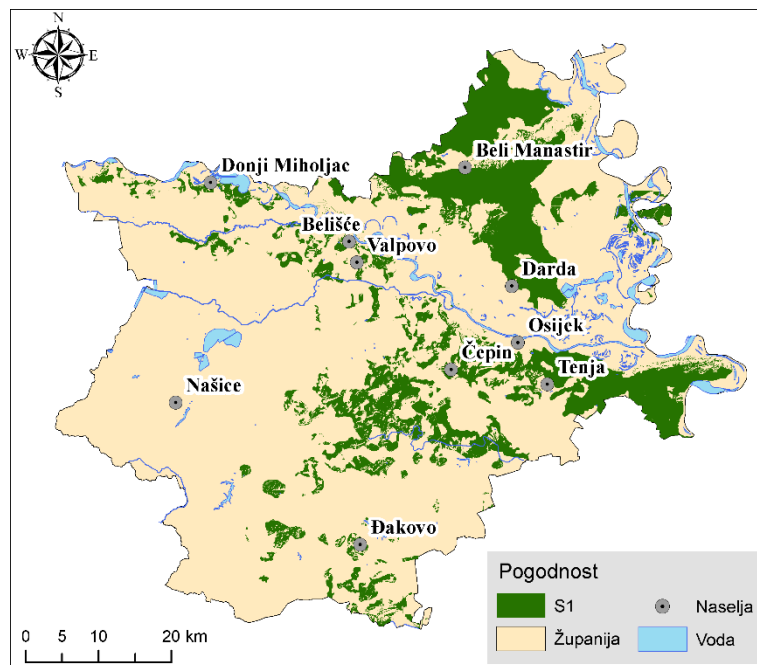 N
W E
S
Beli Manastir
Donji Miholjac
Belišće
Valpovo
Darda
Osijek
Čepin
Tenja
Našice
Đakovo
Pogodnost
S1 Naselja
Županija Voda
0 5 10 20 km